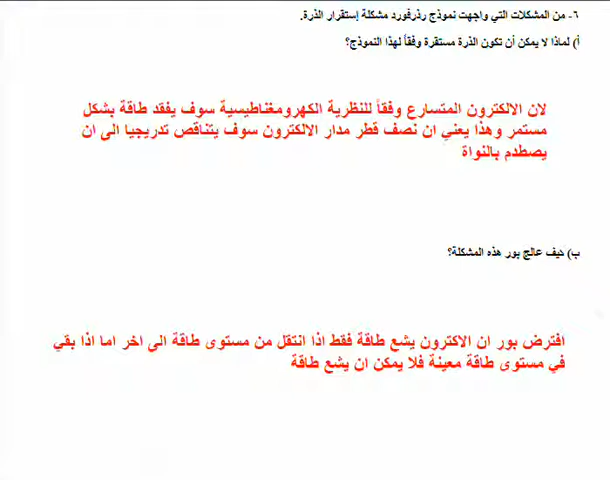 ٦- من المشكلات التي واجهت نموذج رذرفورد مشكلة إستقرار الذرة.
أ) لماذا لا يمكن أن تكون الذرة مستقرة وفقاً لهذا النموذج؟
لان الالكترون المتسارع وفقاً للنظرية الكهرومغناطيسية سوف يفقد طاقة بشكل
مستمر وهذا يعني ان نصف قطر مدار الالكترون سوف يتناقص تدريجيا الى ان
يصطدم بالنواة
ب) كيف عالج بور هذه المشكلة؟
افترض بور ان الاكترون يشع طاقة فقط اذا انتقل من مستوى طاقة الى اخر اما اذا بقي
في مستوى طاقة معينة فلا يمكن ان يشع طاقة